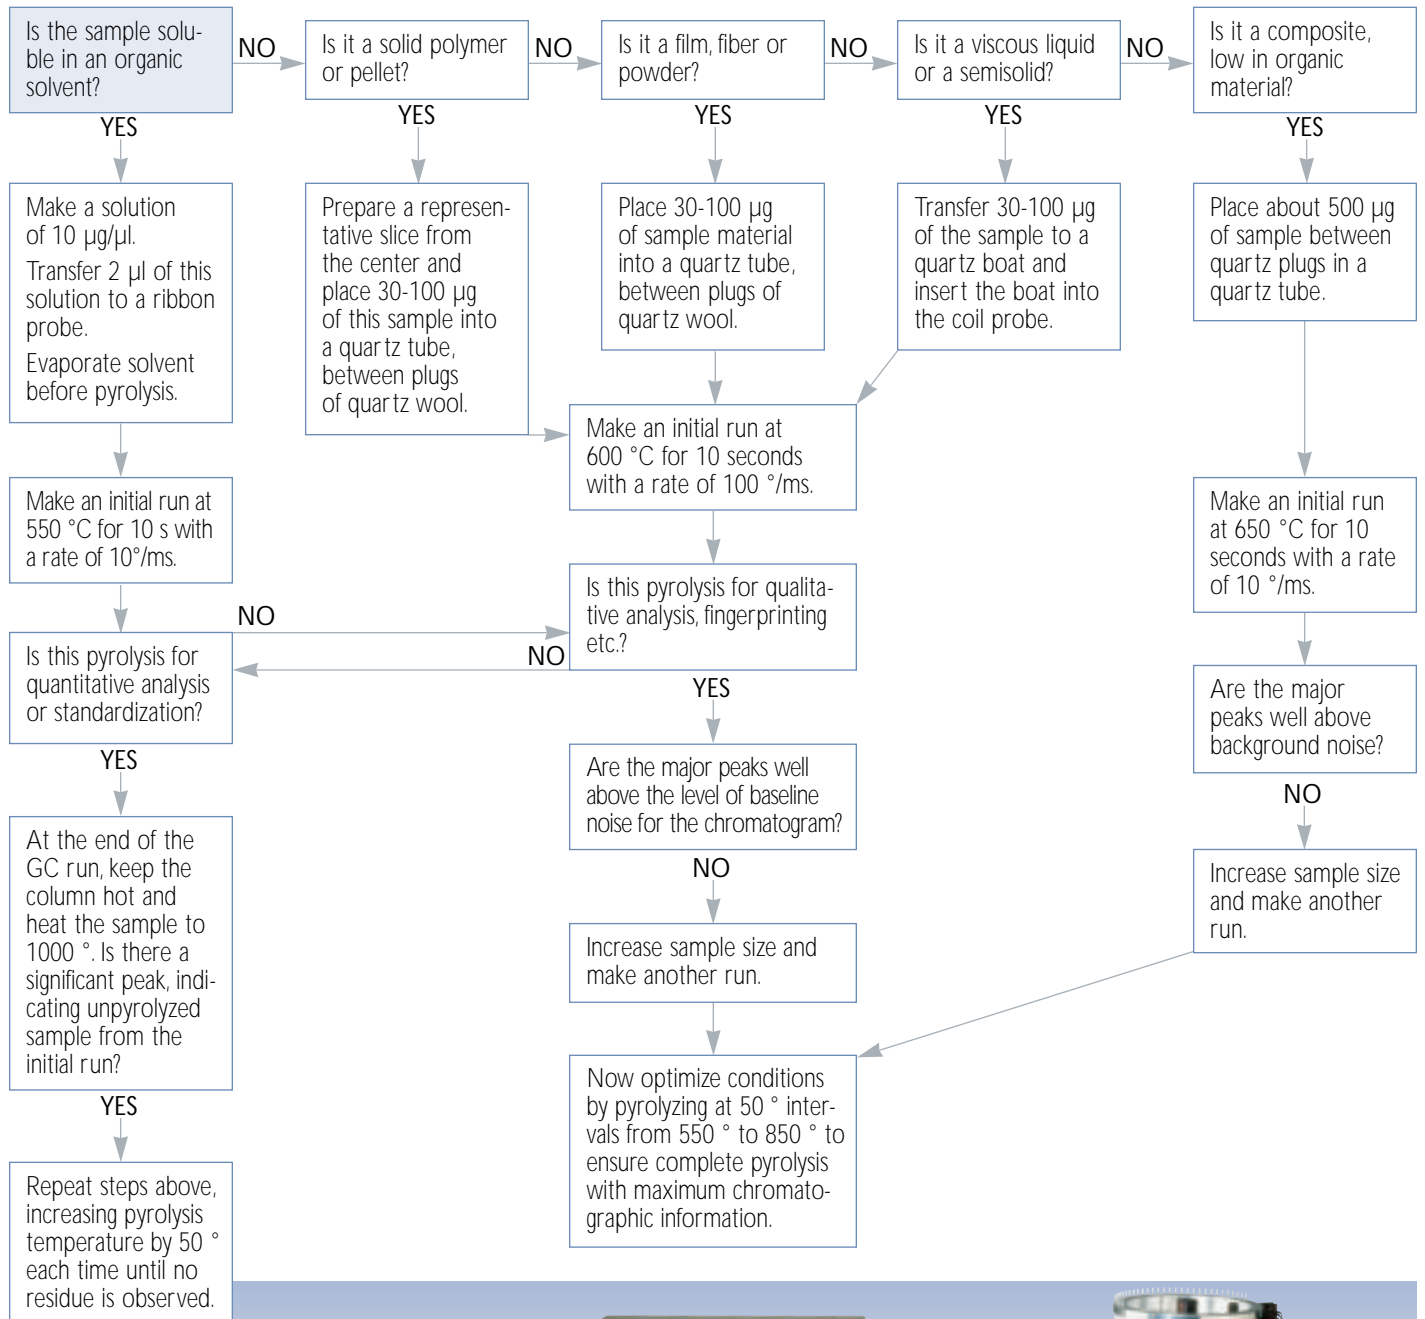 Is the sample solu-
ble in an organic
solvent?
NO
Is it a solid polymer
or pellet?
NO
Is it a film, fiber or
powder?
NO
Is it a viscous liquid
or a semisolid?
NO
Is it a composite,
low in organic
material?
YES
YES
YES
YES
YES
Make a solution
of 10 µg/µl.
Transfer 2 µl of this
solution to a ribbon
probe.
Evaporate solvent
before pyrolysis.
Prepare a represen-
tative slice from
the center and
place 30-100 µg
of this sample into
a quartz tube,
between plugs
of quartz wool.
Place 30-100 µg
of sample material
into a quartz tube,
between plugs of
quartz wool.
Transfer 30-100 µg
of the sample to a
quartz boat and
insert the boat into
the coil probe.
Place about 500 µg
of sample between
quartz plugs in a
quartz tube.
Make an initial run at
600 °C for 10 seconds
with a rate of 100 °/ms.
Make an initial run at
550 °C for 10 s with
a rate of 10°/ms.
Make an initial run
at 650 °C for 10
seconds with a rate
of 10 °/ms.
Is this pyrolysis for qualita-
tive analysis, fingerprinting
etc.?
NO
NO
Is this pyrolysis for
quantitative analysis
or standardization?
YES
YES
Are the major
peaks well above
background noise?
Are the major peaks well
above the level of baseline
noise for the chromatogram?
NO
NO
At the end of the
GC run, keep the
column hot and
heat the sample to
1000 °. Is there a
significant peak, indi-
cating unpyrolyzed
sample from the
initial run?
Increase sample size
and make another
run.
Increase sample size and
make another run.
Now optimize conditions
by pyrolyzing at 50 ° inter-
vals from 550 ° to 850 ° to
ensure complete pyrolysis
with maximum chromato-
graphic information.
YES
Repeat steps above,
increasing pyrolysis
temperature by 50 °
each time until no
residue is observed.